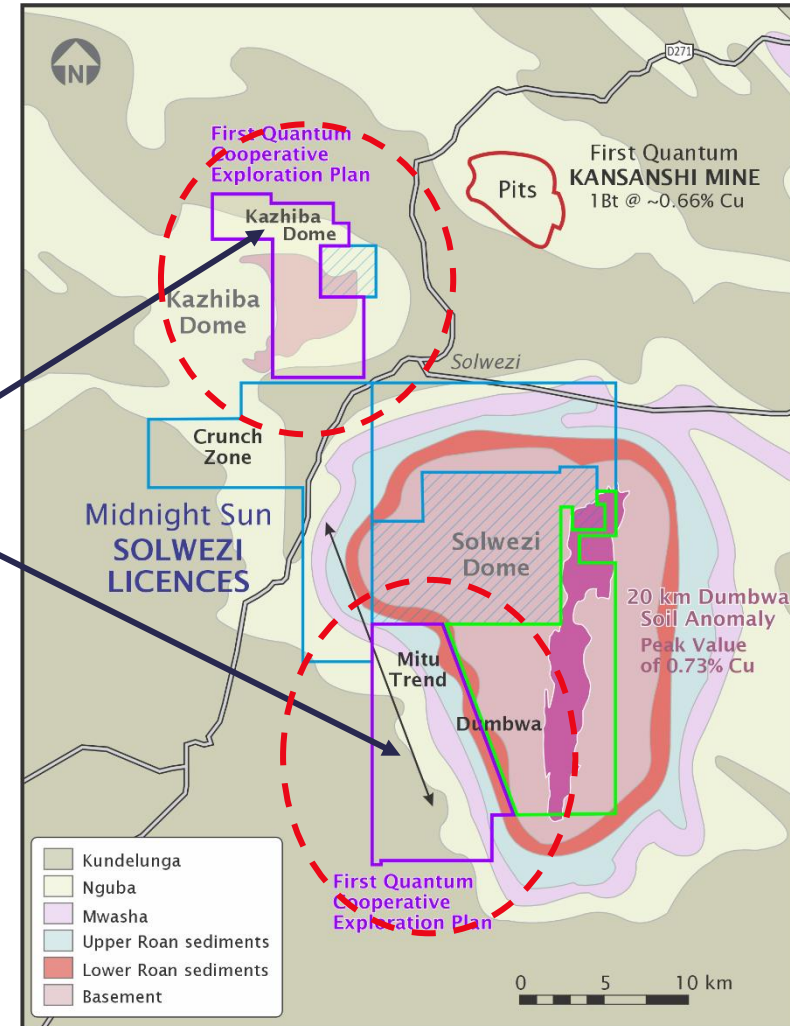 N
D271
First Quantum
Cooperative
Exploration Plan
First Quantum
KANSANSHI MINE
1Bt @ ~0.66% Cu
Pits
Kazhiba
Dome
Kazhiba
Dome
Solwezi
Crunch
Zone
Midnight Sun
SOLWEZI
LICENCES
Solwezi
Dome
20 km Dumbwa
Soil Anomaly
Peak Value
of 0.73% Cu
Mitu
Trend
Dumbwa
First Quantum
Cooperative
Exploration Plan
Kundelunga
Nguba
Mwasha
Upper Roan sediments
Lower Roan sediments
Basement
0 5 10 km